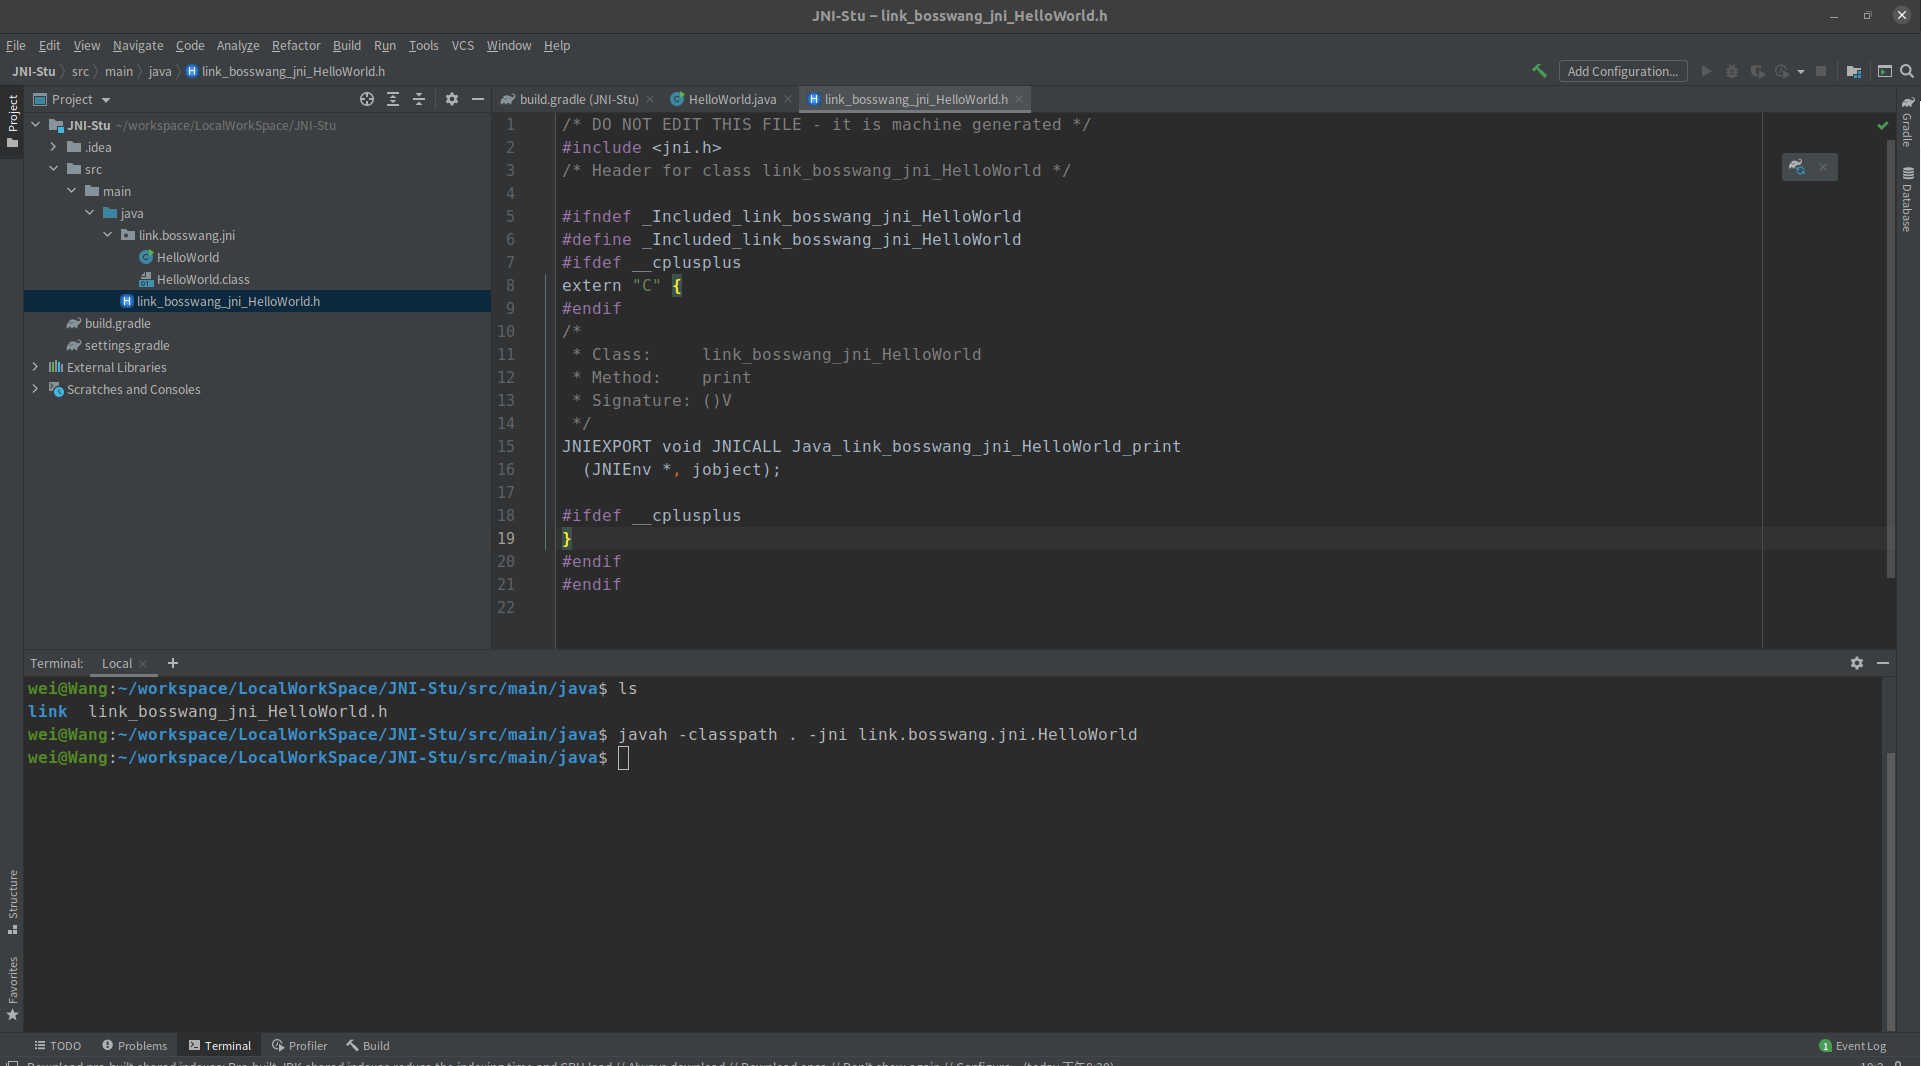 JNI-Stu – link_bosswang_jni_HelloWorld.h
File Edit View Navigate Code Analyze Refactor Build Run Tools VCS Window Help
JNI-Stu src main java link_bosswang_jni_HelloWorld.h
Add Configuration...
Project
build.gradle (JNI-Stu) HelloWorld.java link_bosswang_jni_HelloWorld.h
Project
JNI-Stu ~/workspace/LocalWorkSpace/JNI-Stu
.idea
src
main
java
link.bosswang.jni
HelloWorld
HelloWorld.class
link_bosswang_jni_HelloWorld.h
build.gradle
settings.gradle
External Libraries
Scratches and Consoles
1 /* DO NOT EDIT THIS FILE - it is machine generated */
2 #include <jni.h>
3 /* Header for class link_bosswang_jni_HelloWorld */
4
5 #ifndef _Included_link_bosswang_jni_HelloWorld
6 #define _Included_link_bosswang_jni_HelloWorld
7 #ifdef __cplusplus
8 extern "C" {
9 #endif
10 /*
11 * Class: link_bosswang_jni_HelloWorld
12 * Method: print
13 * Signature: ()V
14 */
15 JNIEXPORT void JNICALL Java_link_bosswang_jni_HelloWorld_print
16 (JNIEnv *, jobject);
17
18 #ifdef __cplusplus
19 }
20 #endif
21 #endif
22
Gradle
Database
Terminal: Local
wei@Wang:~/workspace/LocalWorkSpace/JNI-Stu/src/main/java$ ls
link link_bosswang_jni_HelloWorld.h
wei@Wang:~/workspace/LocalWorkSpace/JNI-Stu/src/main/java$ javah -classpath . -jni link.bosswang.jni.HelloWorld
wei@Wang:~/workspace/LocalWorkSpace/JNI-Stu/src/main/java$
Structure
Favorites
TODO Problems Terminal Profiler Build
1 Event Log